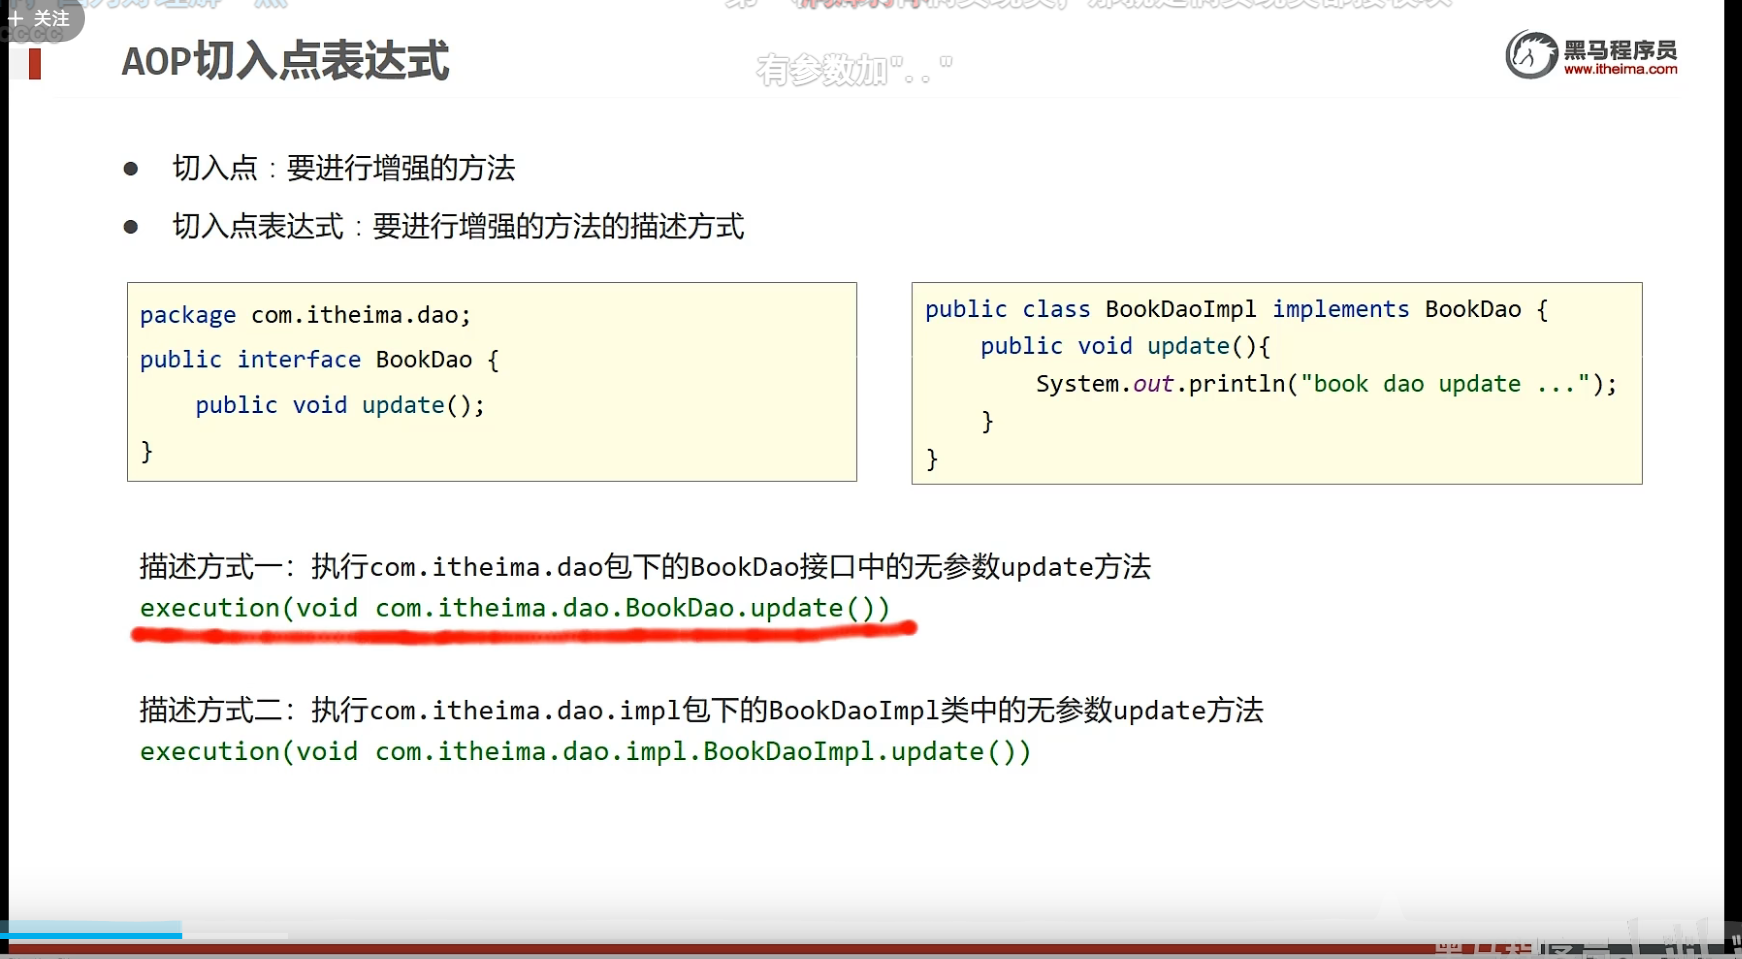 + 关注
AOP切入点表达式
有参数加".."
黑马程序员
www.itheima.com
● 切入点：要进行增强的方法
● 切入点表达式：要进行增强的方法的描述方式
package com.itheima.dao;
public interface BookDao {
public void update();
}
public class BookDaoImpl implements BookDao {
public void update(){
System.out.println("book dao update ...");
}
}
描述方式一：执行com.itheima.dao包下的BookDao接口中的无参数update方法
execution(void com.itheima.dao.BookDao.update())
描述方式二：执行com.itheima.dao.impl包下的BookDaoImpl类中的无参数update方法
execution(void com.itheima.dao.impl.BookDaoImpl.update())